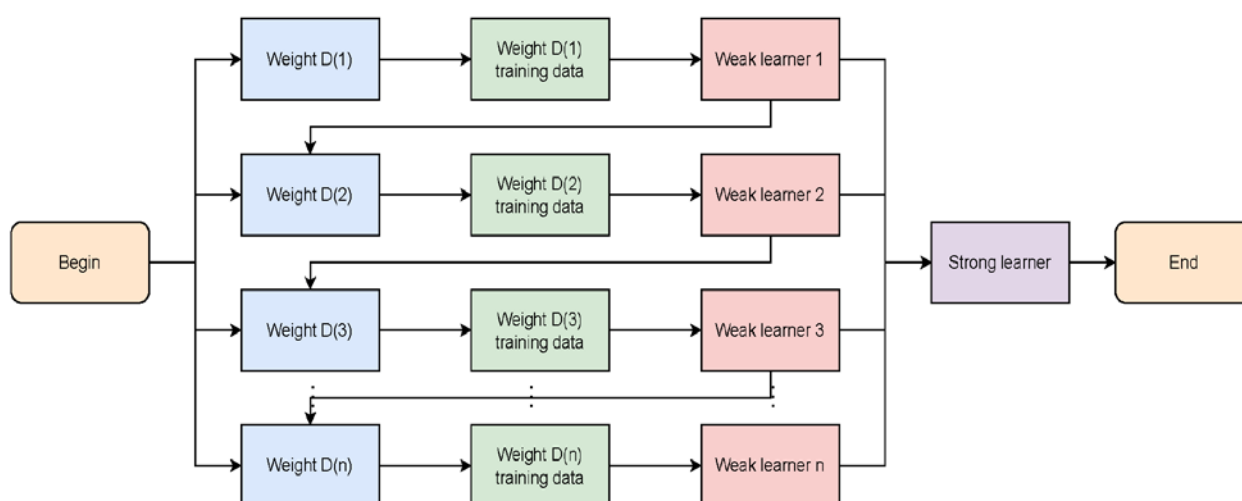 Weight D(1)
Weight D(1)
training data
Weak learner 1
Weight D(2)
Weight D(2)
training data
Weak learner 2
Begin
Strong learner
End
Weight D(3)
Weight D(3)
training data
Weak learner 3
Weight D(n)
Weight D(n)
training data
Weak learner n